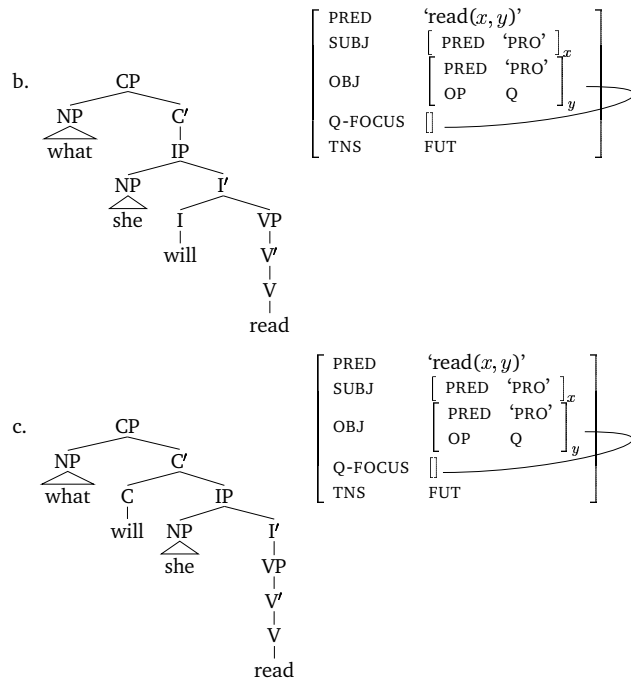 PRED ‘read(x, y)’
SUBJ [ PRED ‘PRO’ ]x
OBJ [ PRED ‘PRO’
OP Q ]y
Q-FOCUS []
TNS FUT
b.
CP
NP C′
what IP
NP I′
she I VP
will V′
V
read
PRED ‘read(x, y)’
SUBJ [ PRED ‘PRO’ ]x
OBJ [ PRED ‘PRO’
OP Q ]y
Q-FOCUS []
TNS FUT
c.
CP
NP C′
what C IP
will NP I′
she VP
V′
V
read